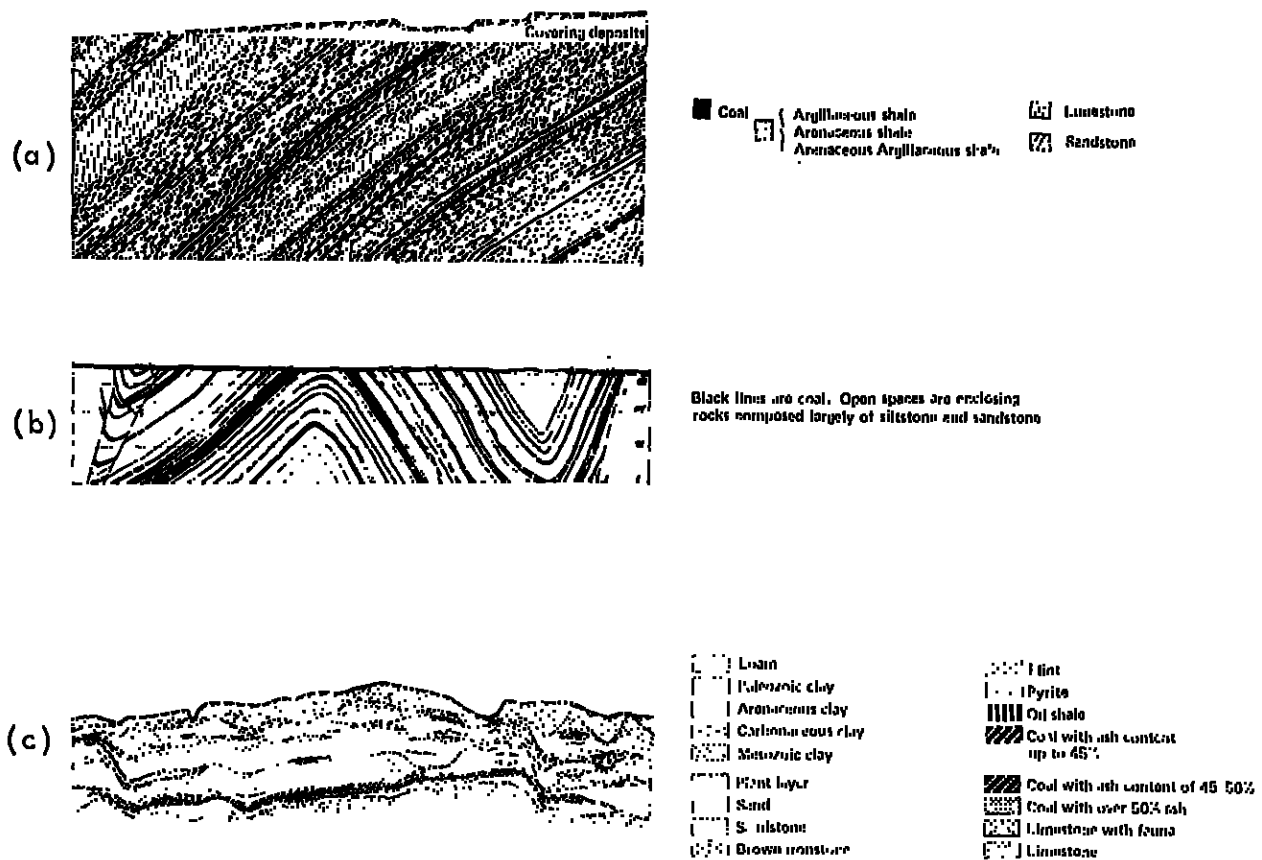 Covering deposits
(a)
Coal
Argillaceous shale
Arenaceous shale
Arenaceous Argillaceous shale
Limestone
Sandstone
(b)
Black lines are coal. Open spaces are enclosing
rocks composed largely of siltstone and sandstone
(c)
Loam
Paleozoic clay
Arenaceous clay
Carbonaceous clay
Mesozoic clay
Plant layer
Sand
Sandstone
Brown ironstone
Flint
Pyrite
Oil shale
Coal with ash content
up to 45%
Coal with ash content of 45-50%
Coal with over 50% ash
Limestone with fauna
Limestone